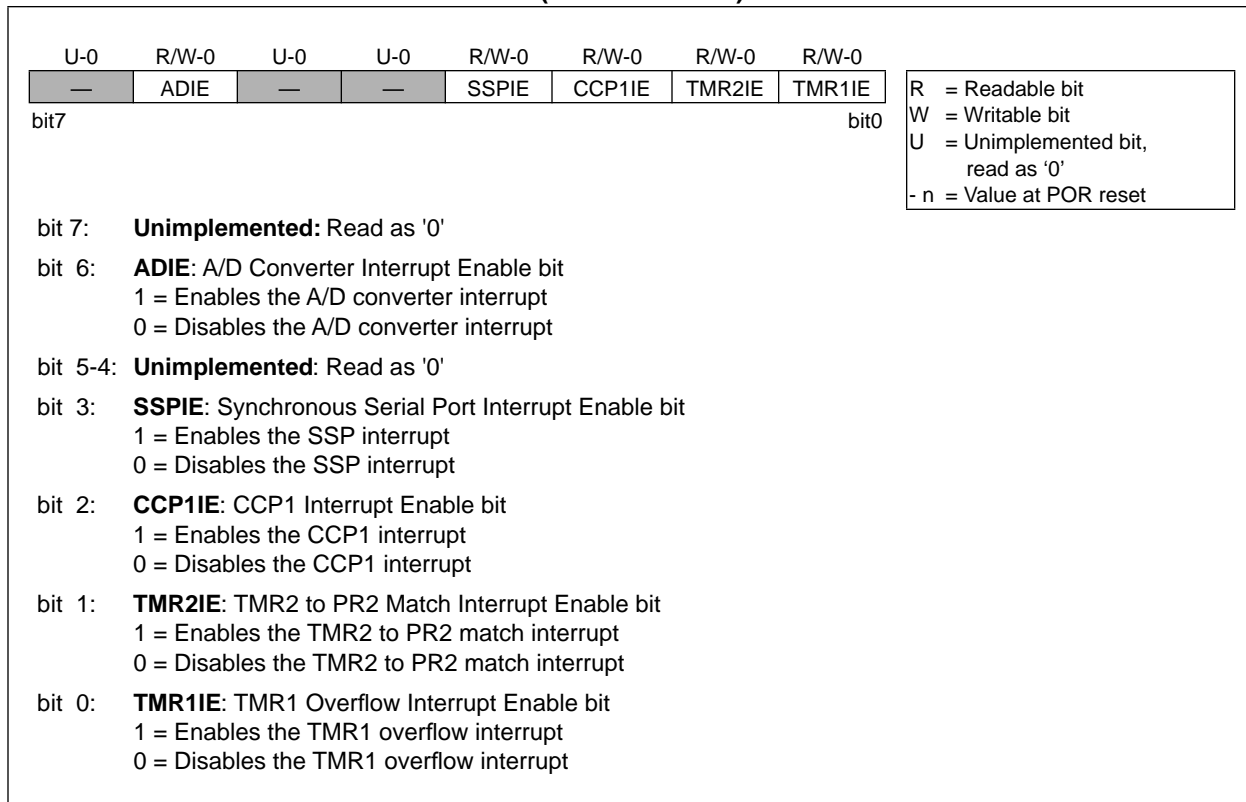 U-0 R/W-0 U-0 U-0 R/W-0 R/W-0 R/W-0 R/W-0
— ADIE — — SSPIE CCP1IE TMR2IE TMR1IE
bit7 bit0
R = Readable bit
W = Writable bit
U = Unimplemented bit,
read as ‘0’
- n = Value at POR reset
bit 7: Unimplemented: Read as '0'
bit 6: ADIE: A/D Converter Interrupt Enable bit
1 = Enables the A/D converter interrupt
0 = Disables the A/D converter interrupt
bit 5-4: Unimplemented: Read as '0'
bit 3: SSPIE: Synchronous Serial Port Interrupt Enable bit
1 = Enables the SSP interrupt
0 = Disables the SSP interrupt
bit 2: CCP1IE: CCP1 Interrupt Enable bit
1 = Enables the CCP1 interrupt
0 = Disables the CCP1 interrupt
bit 1: TMR2IE: TMR2 to PR2 Match Interrupt Enable bit
1 = Enables the TMR2 to PR2 match interrupt
0 = Disables the TMR2 to PR2 match interrupt
bit 0: TMR1IE: TMR1 Overflow Interrupt Enable bit
1 = Enables the TMR1 overflow interrupt
0 = Disables the TMR1 overflow interrupt